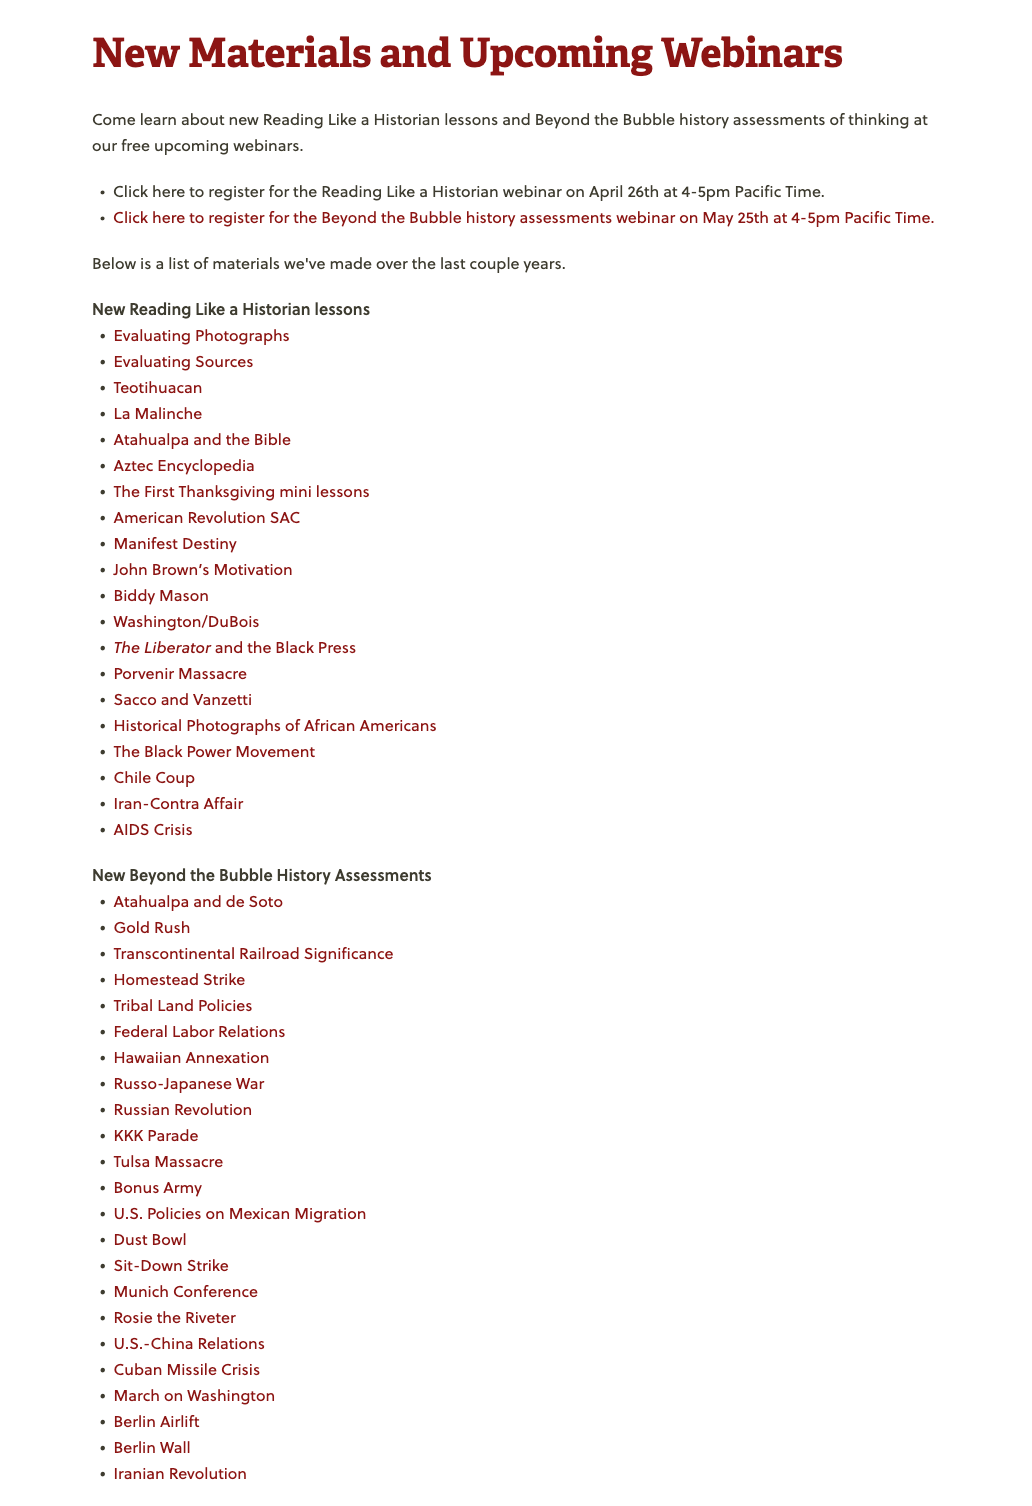 New Materials and Upcoming Webinars
Come learn about new Reading Like a Historian lessons and Beyond the Bubble history assessments of thinking at
our free upcoming webinars.
• Click here to register for the Reading Like a Historian webinar on April 26th at 4-5pm Pacific Time.
• Click here to register for the Beyond the Bubble history assessments webinar on May 25th at 4-5pm Pacific Time.
Below is a list of materials we've made over the last couple years.
New Reading Like a Historian lessons
• Evaluating Photographs
• Evaluating Sources
• Teotihuacan
• La Malinche
• Atahualpa and the Bible
• Aztec Encyclopedia
• The First Thanksgiving mini lessons
• American Revolution SAC
• Manifest Destiny
• John Brown’s Motivation
• Biddy Mason
• Washington/DuBois
• The Liberator and the Black Press
• Porvenir Massacre
• Sacco and Vanzetti
• Historical Photographs of African Americans
• The Black Power Movement
• Chile Coup
• Iran-Contra Affair
• AIDS Crisis
New Beyond the Bubble History Assessments
• Atahualpa and de Soto
• Gold Rush
• Transcontinental Railroad Significance
• Homestead Strike
• Tribal Land Policies
• Federal Labor Relations
• Hawaiian Annexation
• Russo-Japanese War
• Russian Revolution
• KKK Parade
• Tulsa Massacre
• Bonus Army
• U.S. Policies on Mexican Migration
• Dust Bowl
• Sit-Down Strike
• Munich Conference
• Rosie the Riveter
• U.S.-China Relations
• Cuban Missile Crisis
• March on Washington
• Berlin Airlift
• Berlin Wall
• Iranian Revolution